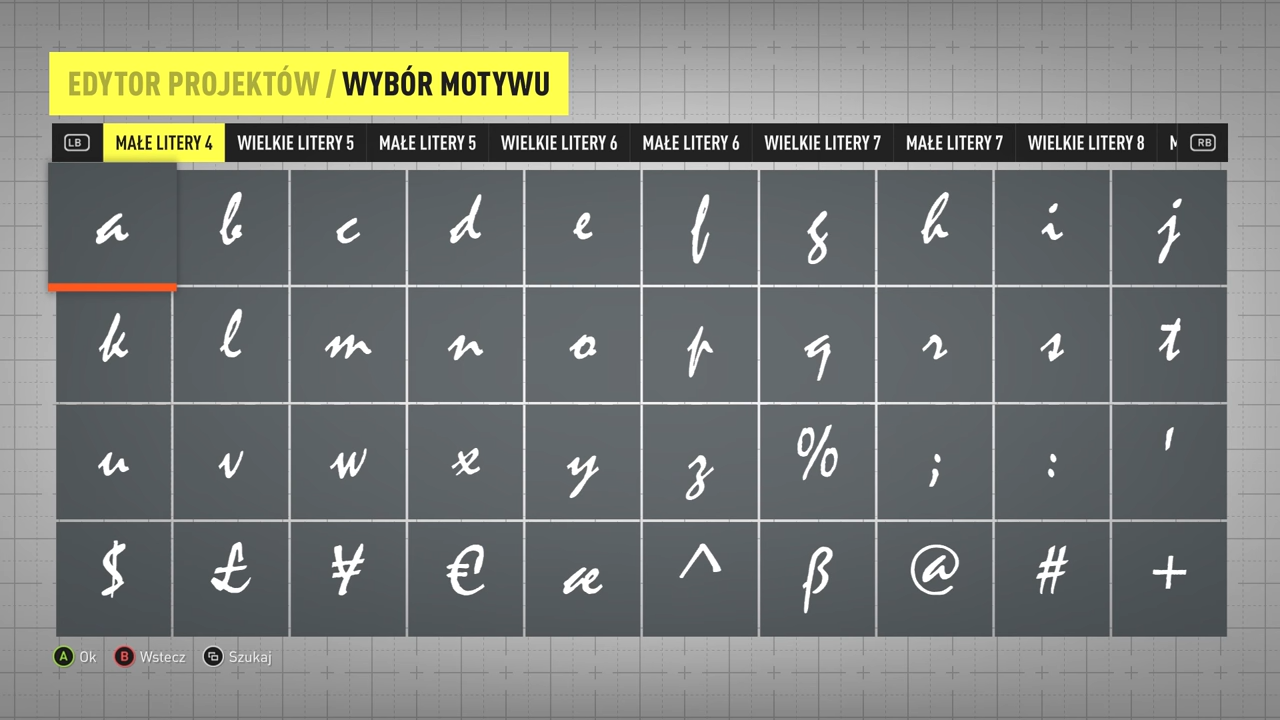 EDYTOR PROJEKTÓW / WYBÓR MOTYWU
LB MAŁE LITERY 4 WIELKIE LITERY 5 MAŁE LITERY 5 WIELKIE LITERY 6 MAŁE LITERY 6 WIELKIE LITERY 7 MAŁE LITERY 7 WIELKIE LITERY 8 RB
a b c d e f g h i j
k l m n o p q r s t
u v w x y z % ; : '
$ £ ¥ € æ ^ ß @ # +
A Ok B Wstecz Szukaj